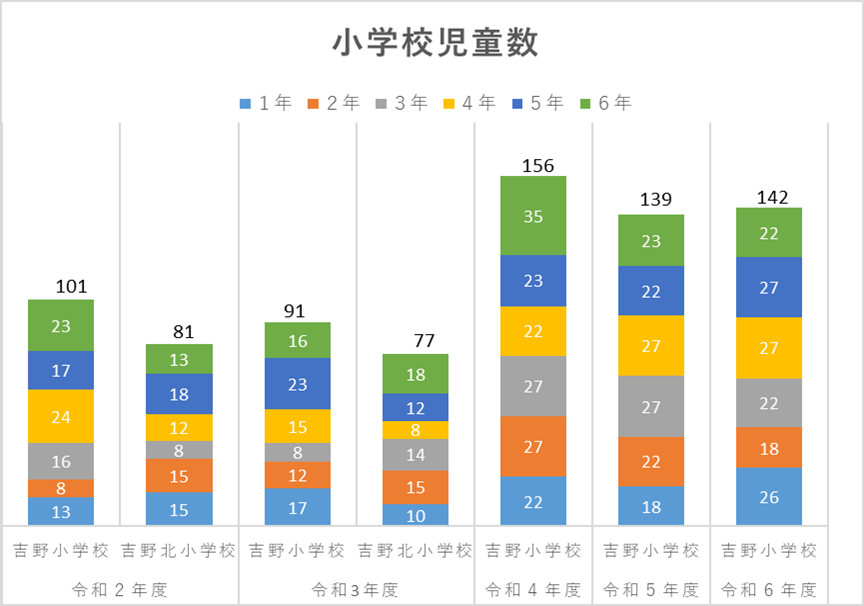 小学校児童数
1年 2年 3年 4年 5年 6年
101 81 91 77 156 139 142
23 13 16 18 35 23 22
17 18 23 12 23 22 27
24 12 15 8 22 27 27
16 8 8 14 27 27 22
8 15 12 15 27 22 18
13 15 17 10 22 18 26
吉野小学校 吉野北小学校 吉野小学校 吉野北小学校 吉野小学校 吉野小学校 吉野小学校
令和2年度 令和3年度 令和4年度 令和5年度 令和6年度